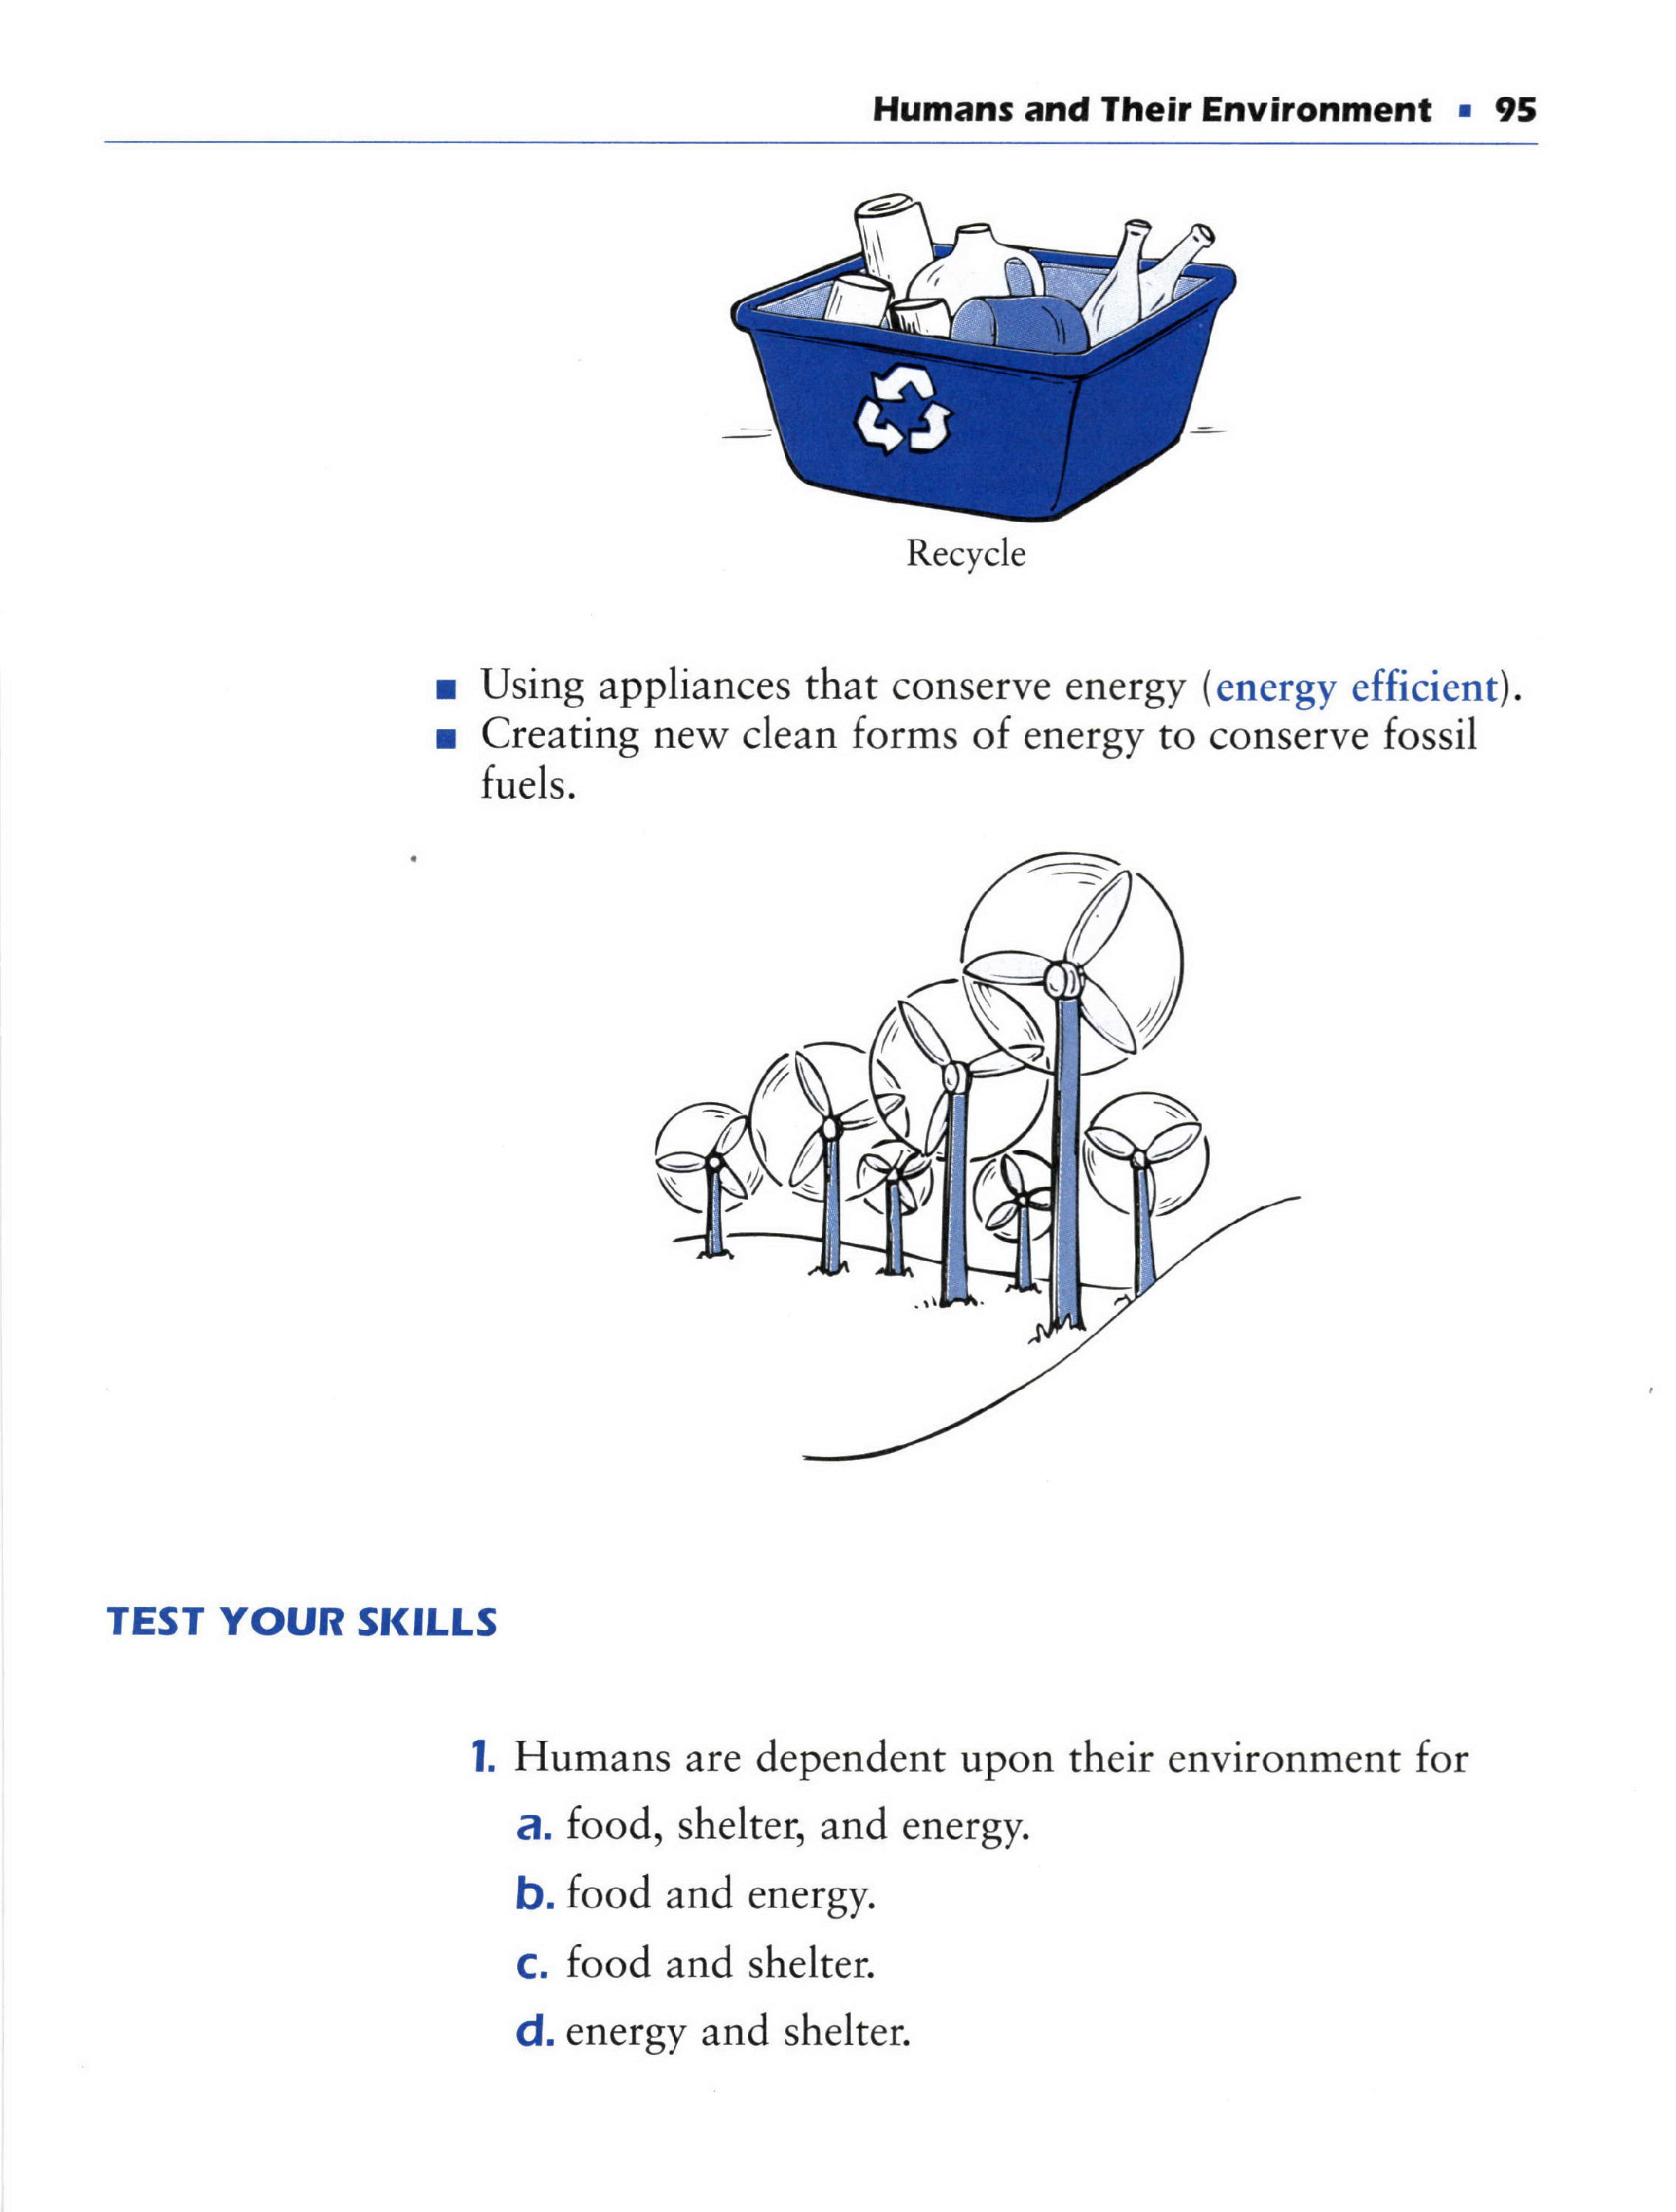 Humans and Their Environment ▪ 95
Recycle
▪ Using appliances that conserve energy (energy efficient).
▪ Creating new clean forms of energy to conserve fossil
fuels.
TEST YOUR SKILLS
1. Humans are dependent upon their environment for
a. food, shelter, and energy.
b. food and energy.
c. food and shelter.
d. energy and shelter.